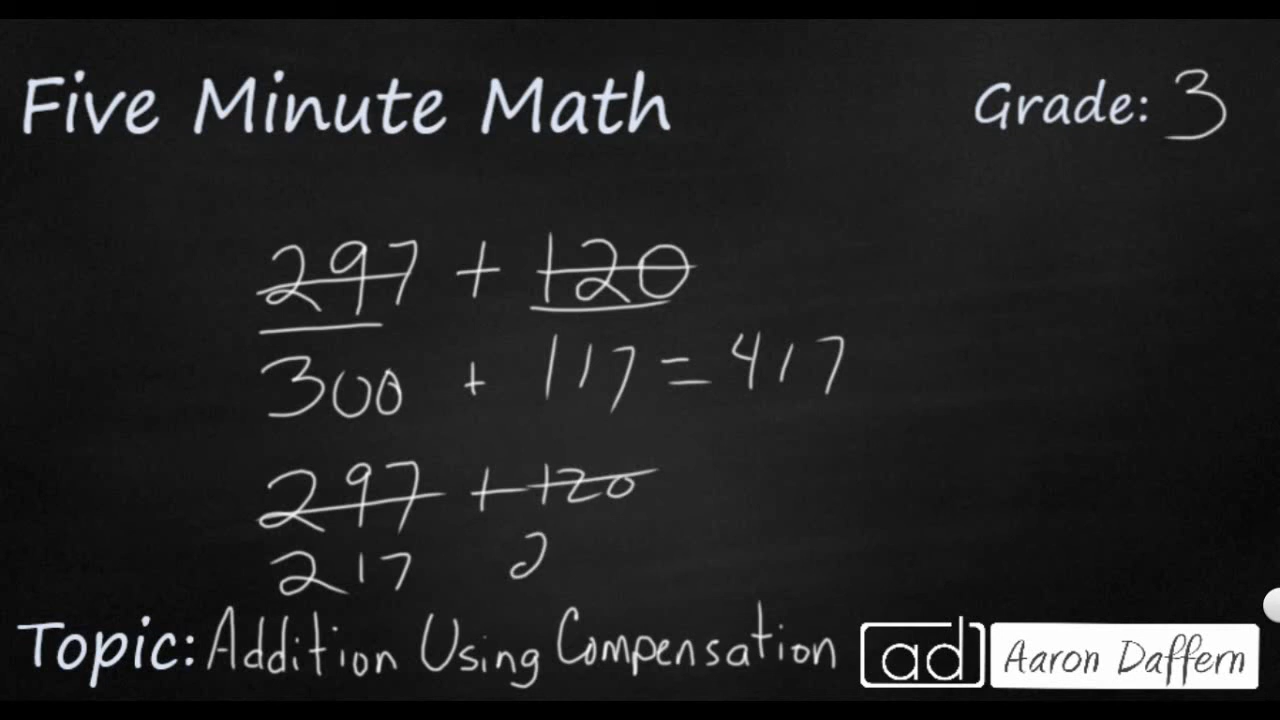 Five Minute Math
Grade: 3
297 + 120
300 + 117 = 417
297 + 120
217 2
Topic: Addition Using Compensation
ad Aaron Daffern